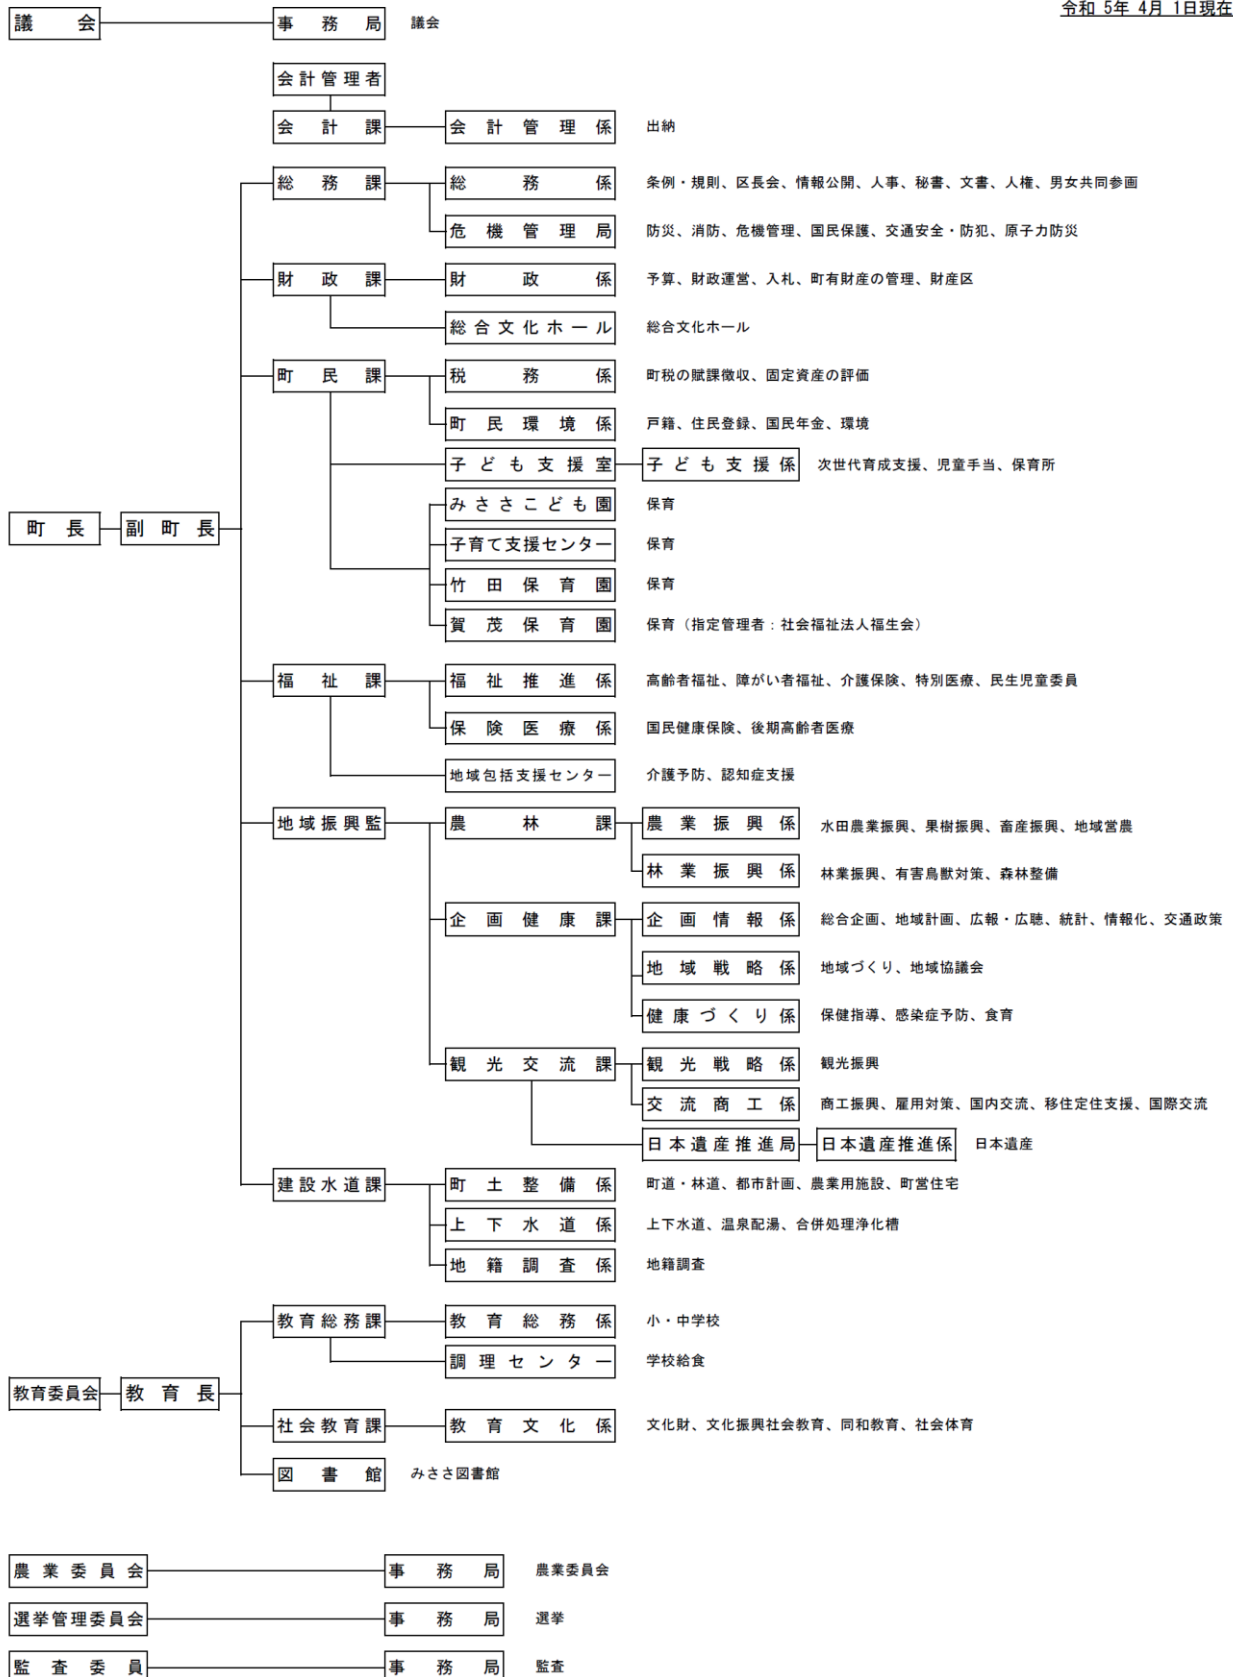 令和 5年 4月 1日現在
議会 事務局 議会
会計管理者
会計課 会計管理係 出納
総務課 総務係 条例・規則、区長会、情報公開、人事、秘書、文書、人権、男女共同参画
危機管理局 防災、消防、危機管理、国民保護、交通安全・防犯、原子力防災
財政課 財政係 予算、財政運営、入札、町有財産の管理、財産区
総合文化ホール 総合文化ホール
町民課 税務係 町税の賦課徴収、固定資産の評価
町民環境係 戸籍、住民登録、国民年金、環境
子ども支援室 子ども支援係 次世代育成支援、児童手当、保育所
みささこども園 保育
町長 副町長
子育て支援センター 保育
竹田保育園 保育
賀茂保育園 保育（指定管理者：社会福祉法人福生会）
福祉課 福祉推進係 高齢者福祉、障がい者福祉、介護保険、特別医療、民生児童委員
保険医療係 国民健康保険、後期高齢者医療
地域包括支援センター 介護予防、認知症支援
地域振興監 農林課 農業振興係 水田農業振興、果樹振興、畜産振興、地域営農
林業振興係 林業振興、有害鳥獣対策、森林整備
企画健康課 企画情報係 総合企画、地域計画、広報・広聴、統計、情報化、交通政策
地域戦略係 地域づくり、地域協議会
健康づくり係 保健指導、感染症予防、食育
観光交流課 観光戦略係 観光振興
交流商工係 商工振興、雇用対策、国内交流、移住定住支援、国際交流
日本遺産推進局 日本遺産推進係 日本遺産
建設水道課 町土整備係 町道・林道、都市計画、農業用施設、町営住宅
上下水道係 上下水道、温泉配湯、合併処理浄化槽
地籍調査係 地籍調査
教育総務課 教育総務係 小・中学校
調理センター 学校給食
教育委員会 教育長
社会教育課 教育文化係 文化財、文化振興社会教育、同和教育、社会体育
図書館 みささ図書館
農業委員会 事務局 農業委員会
選挙管理委員会 事務局 選挙
監査委員 事務局 監査